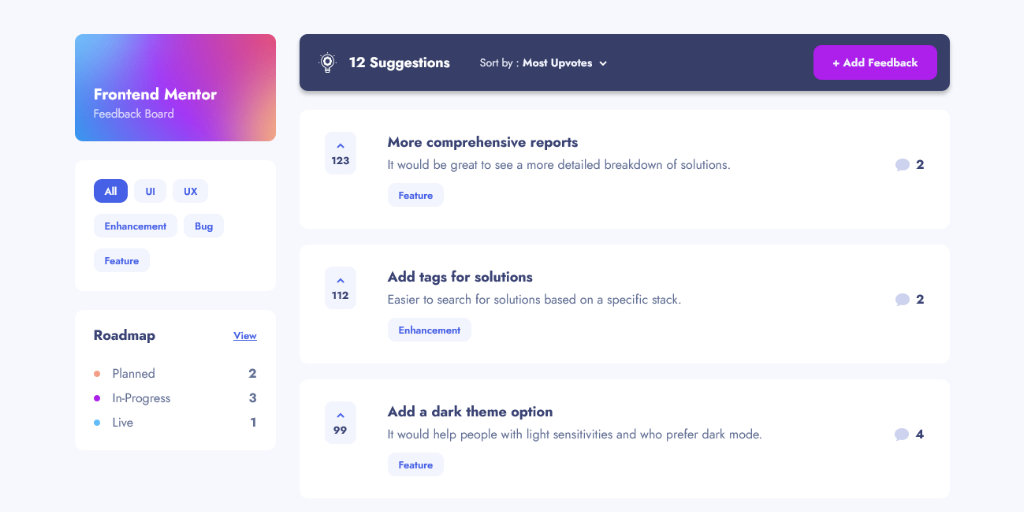 Frontend Mentor
Feedback Board
All UI UX
Enhancement Bug
Feature
Roadmap View
Planned 2
In-Progress 3
Live 1
12 Suggestions Sort by : Most Upvotes + Add Feedback
More comprehensive reports
123 It would be great to see a more detailed breakdown of solutions. 2
Feature
Add tags for solutions
112 Easier to search for solutions based on a specific stack. 2
Enhancement
Add a dark theme option
99 It would help people with light sensitivities and who prefer dark mode. 4
Feature